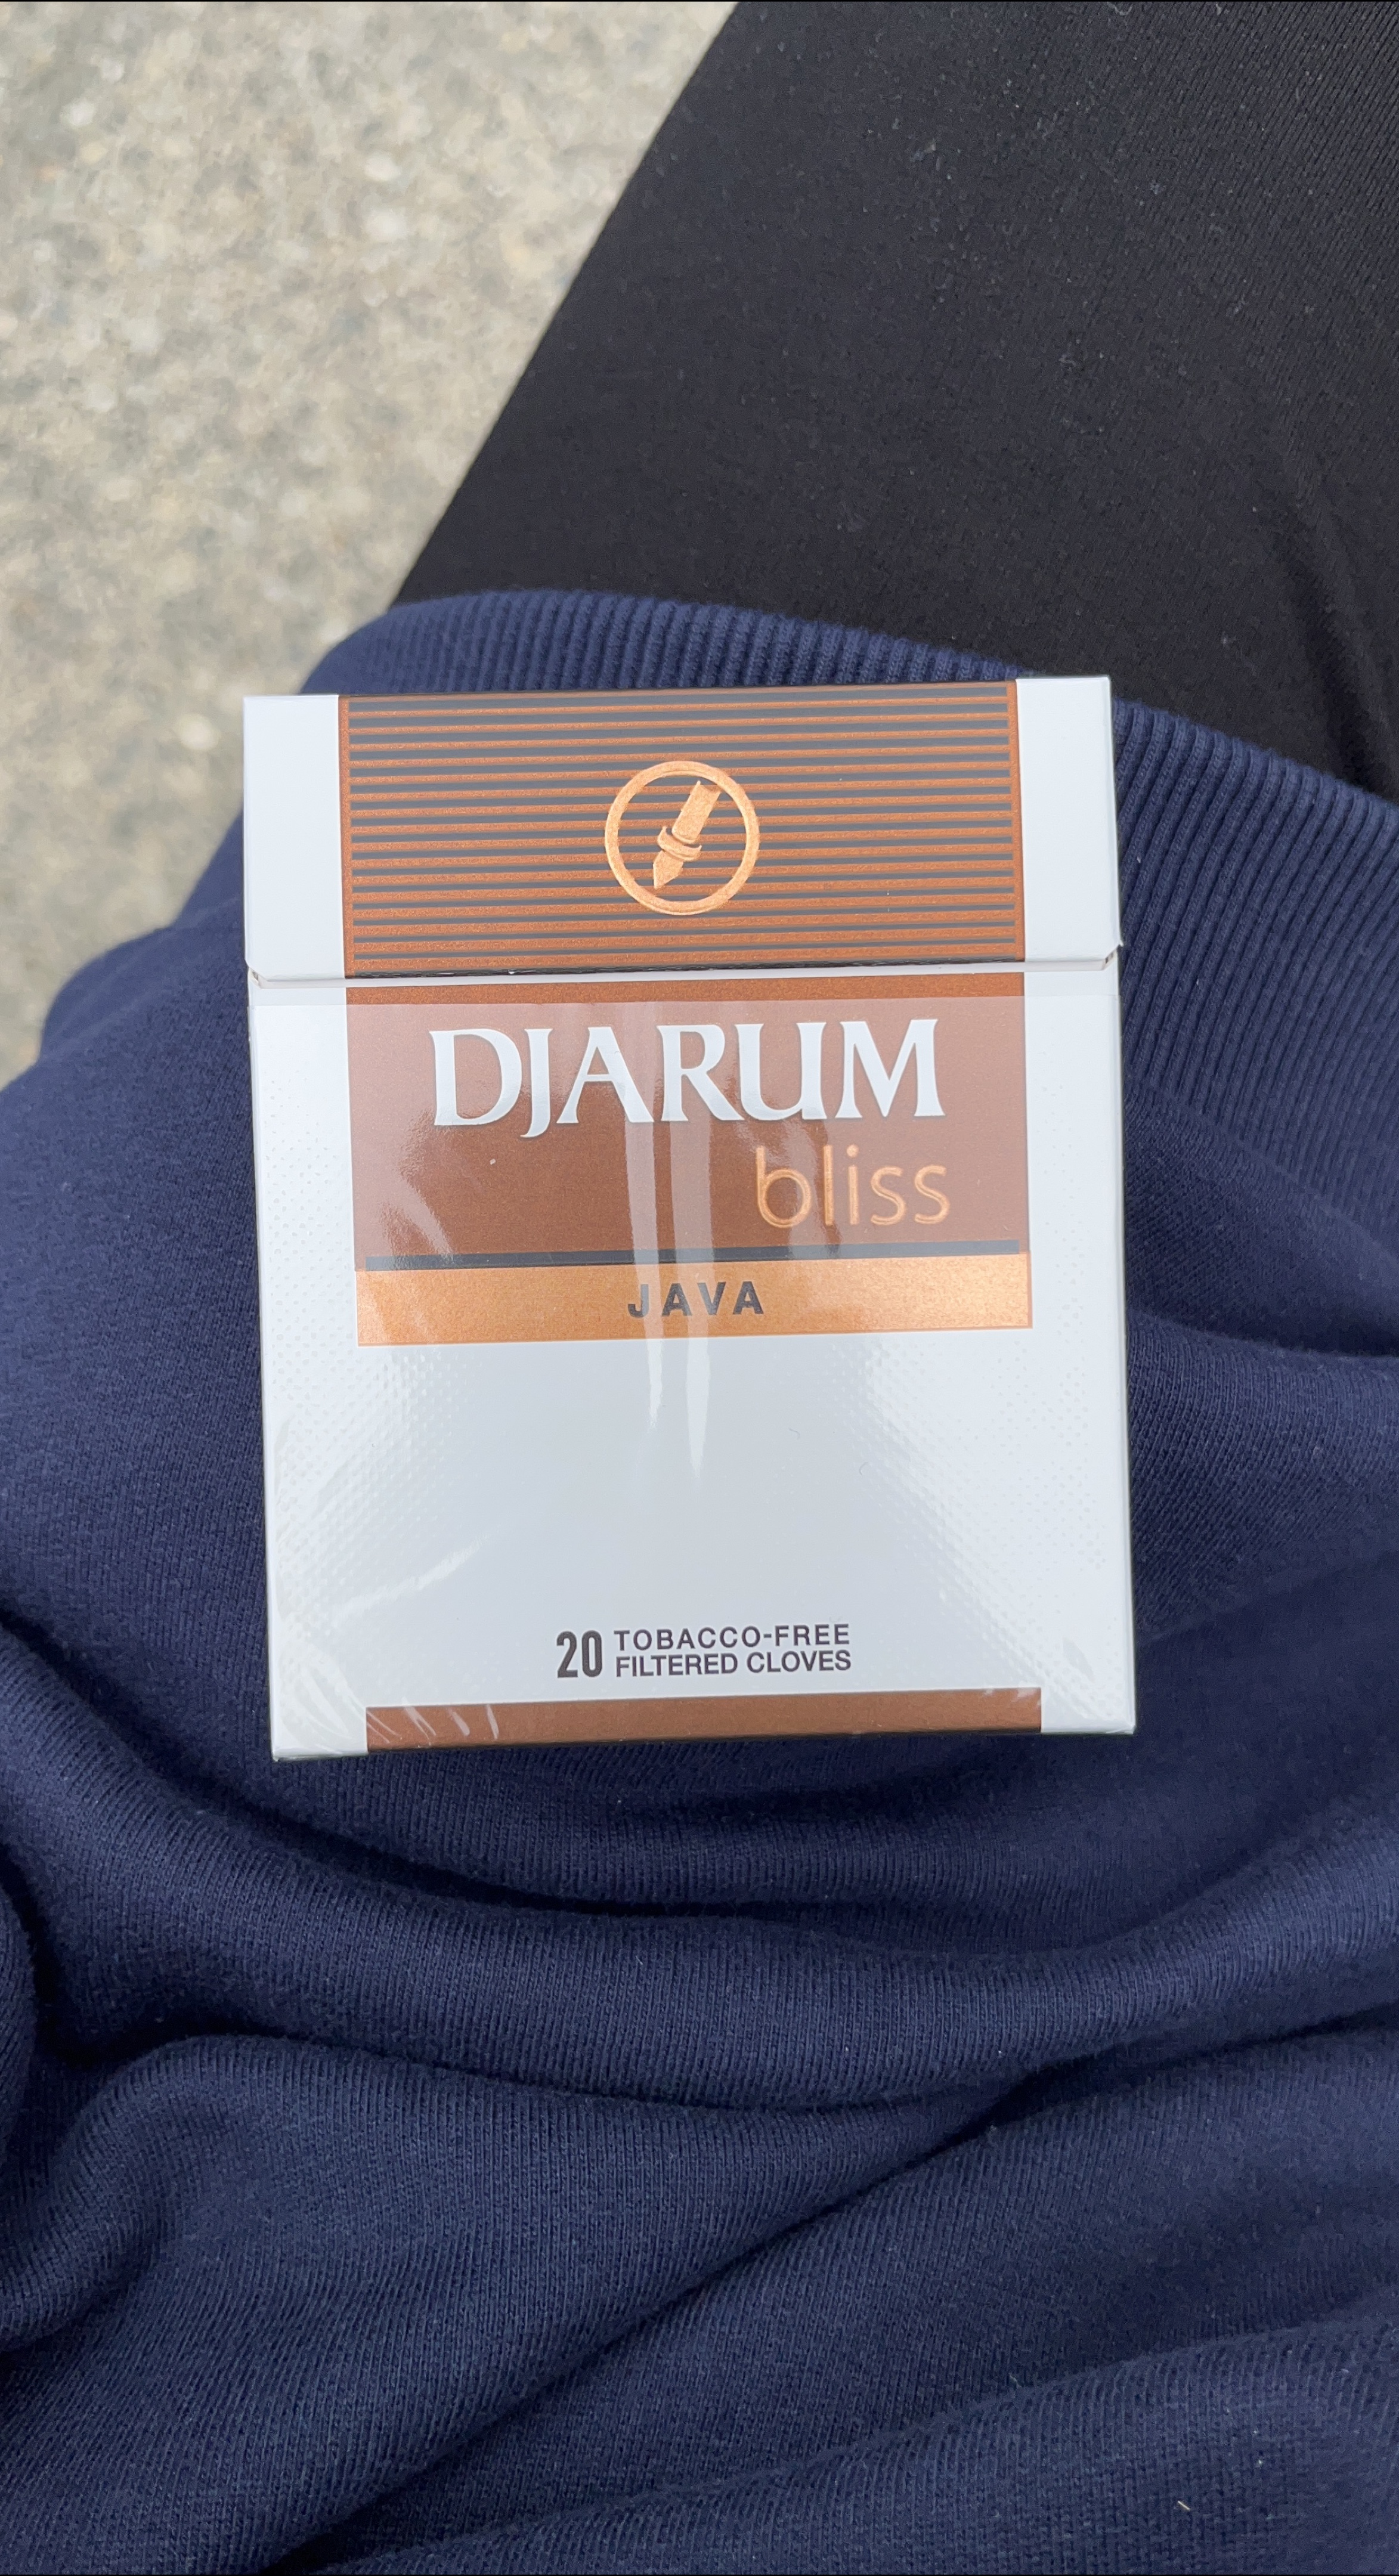 DJARUM
bliss
JAVA
20 TOBACCO-FREE
FILTERED CLOVES